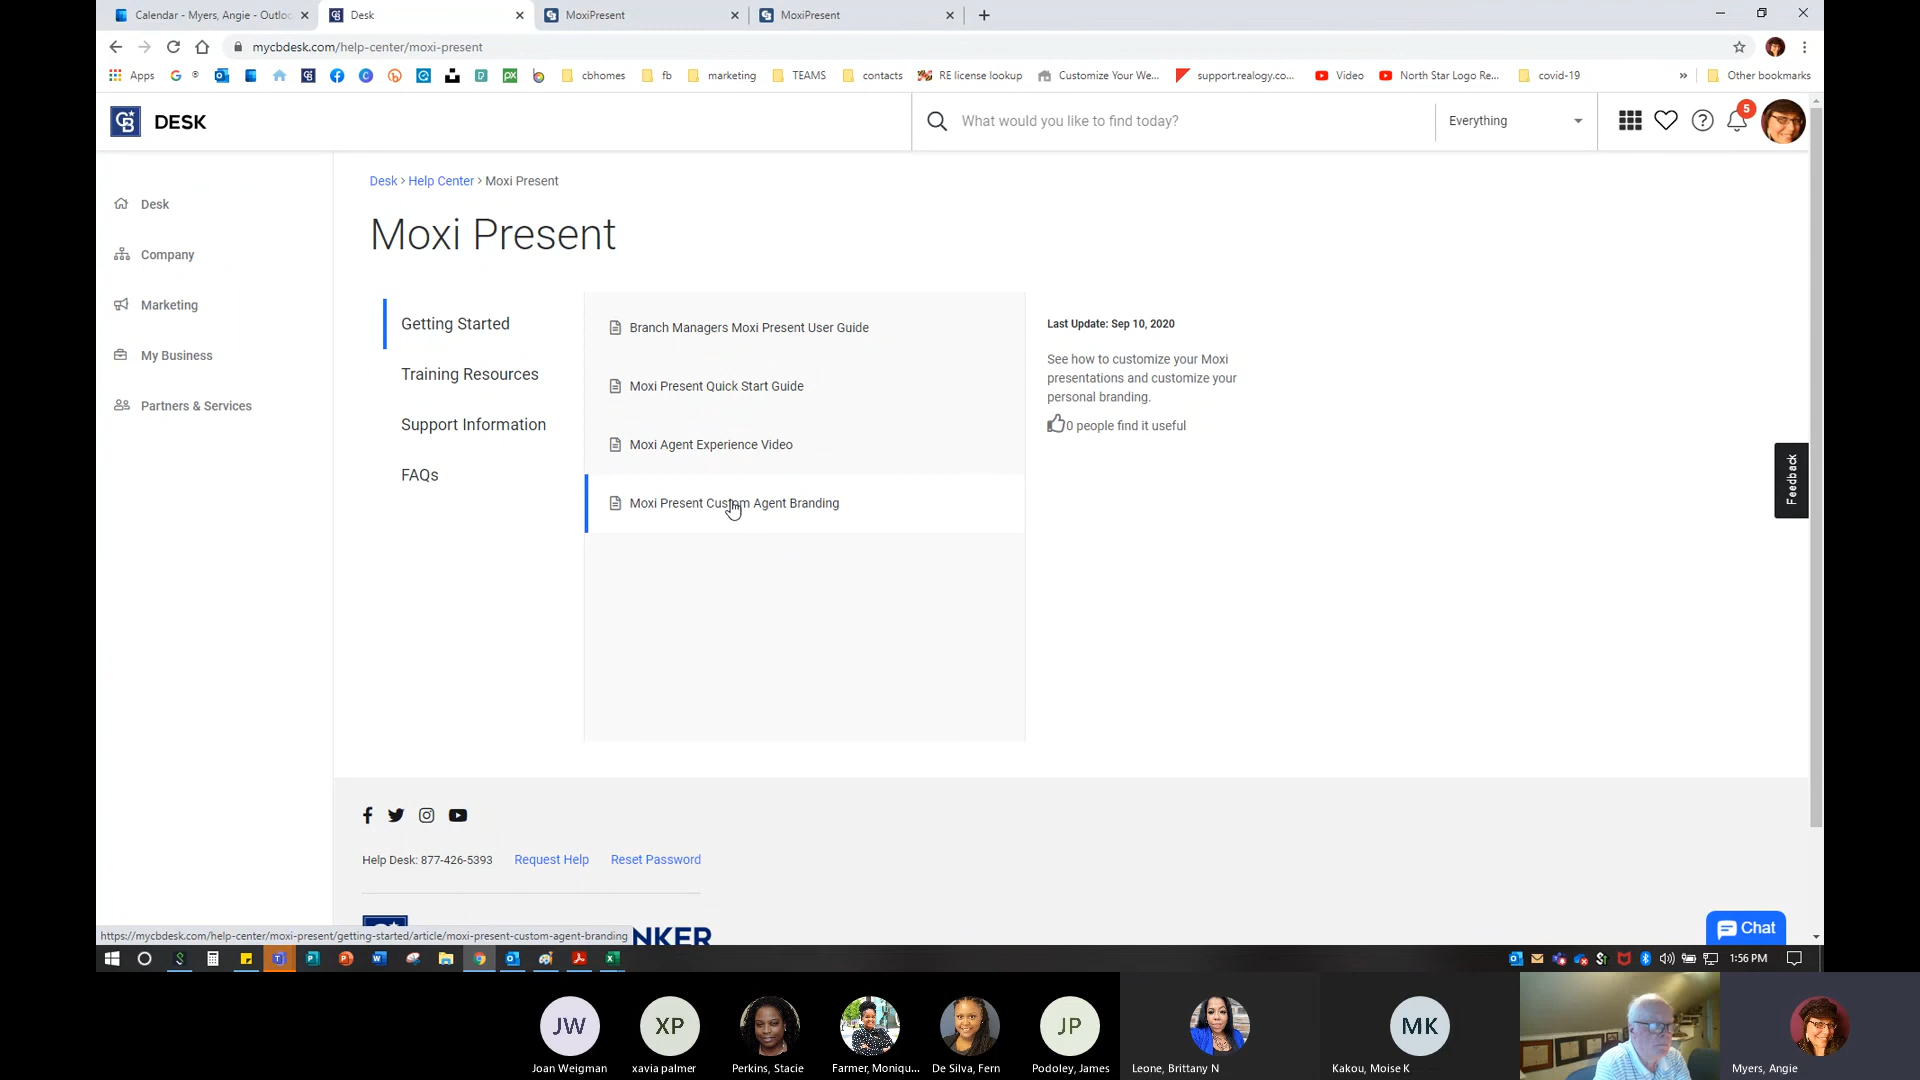 Calendar - Myers, Angie - Outloo
Desk
MoxiPresent
MoxiPresent
mycbdesk.com/help-center/moxi-present
Apps
cbhomes
fb
marketing
TEAMS
contacts
RE license lookup
Customize Your We...
support.realogy.co...
Video
North Star Logo Re...
covid-19
»
Other bookmarks
DESK
What would you like to find today?
Everything
5
Desk > Help Center > Moxi Present
Moxi Present
Desk
Company
Marketing
My Business
Partners & Services
Getting Started
Training Resources
Support Information
FAQs
Branch Managers Moxi Present User Guide
Moxi Present Quick Start Guide
Moxi Agent Experience Video
Moxi Present Custom Agent Branding
Last Update: Sep 10, 2020
See how to customize your Moxi
presentations and customize your
personal branding.
0 people find it useful
Feedback
Help Desk: 877-426-5393
Request Help
Reset Password
NKER
Chat
https://mycbdesk.com/help-center/moxi-present/getting-started/article/moxi-present-custom-agent-branding
1:56 PM
JW
XP
JP
MK
Joan Weigman
xavia palmer
Perkins, Stacie
Farmer, Moniqu...
De Silva, Fern
Podoley, James
Leone, Brittany N
Kakou, Moise K
Myers, Angie